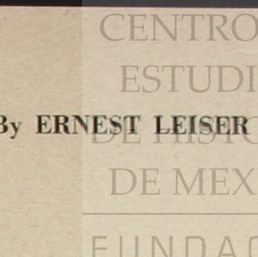 CENTRO
ESTUDI
By ERNEST LEISER
DE HISTO
DE MEX
FUNDAC